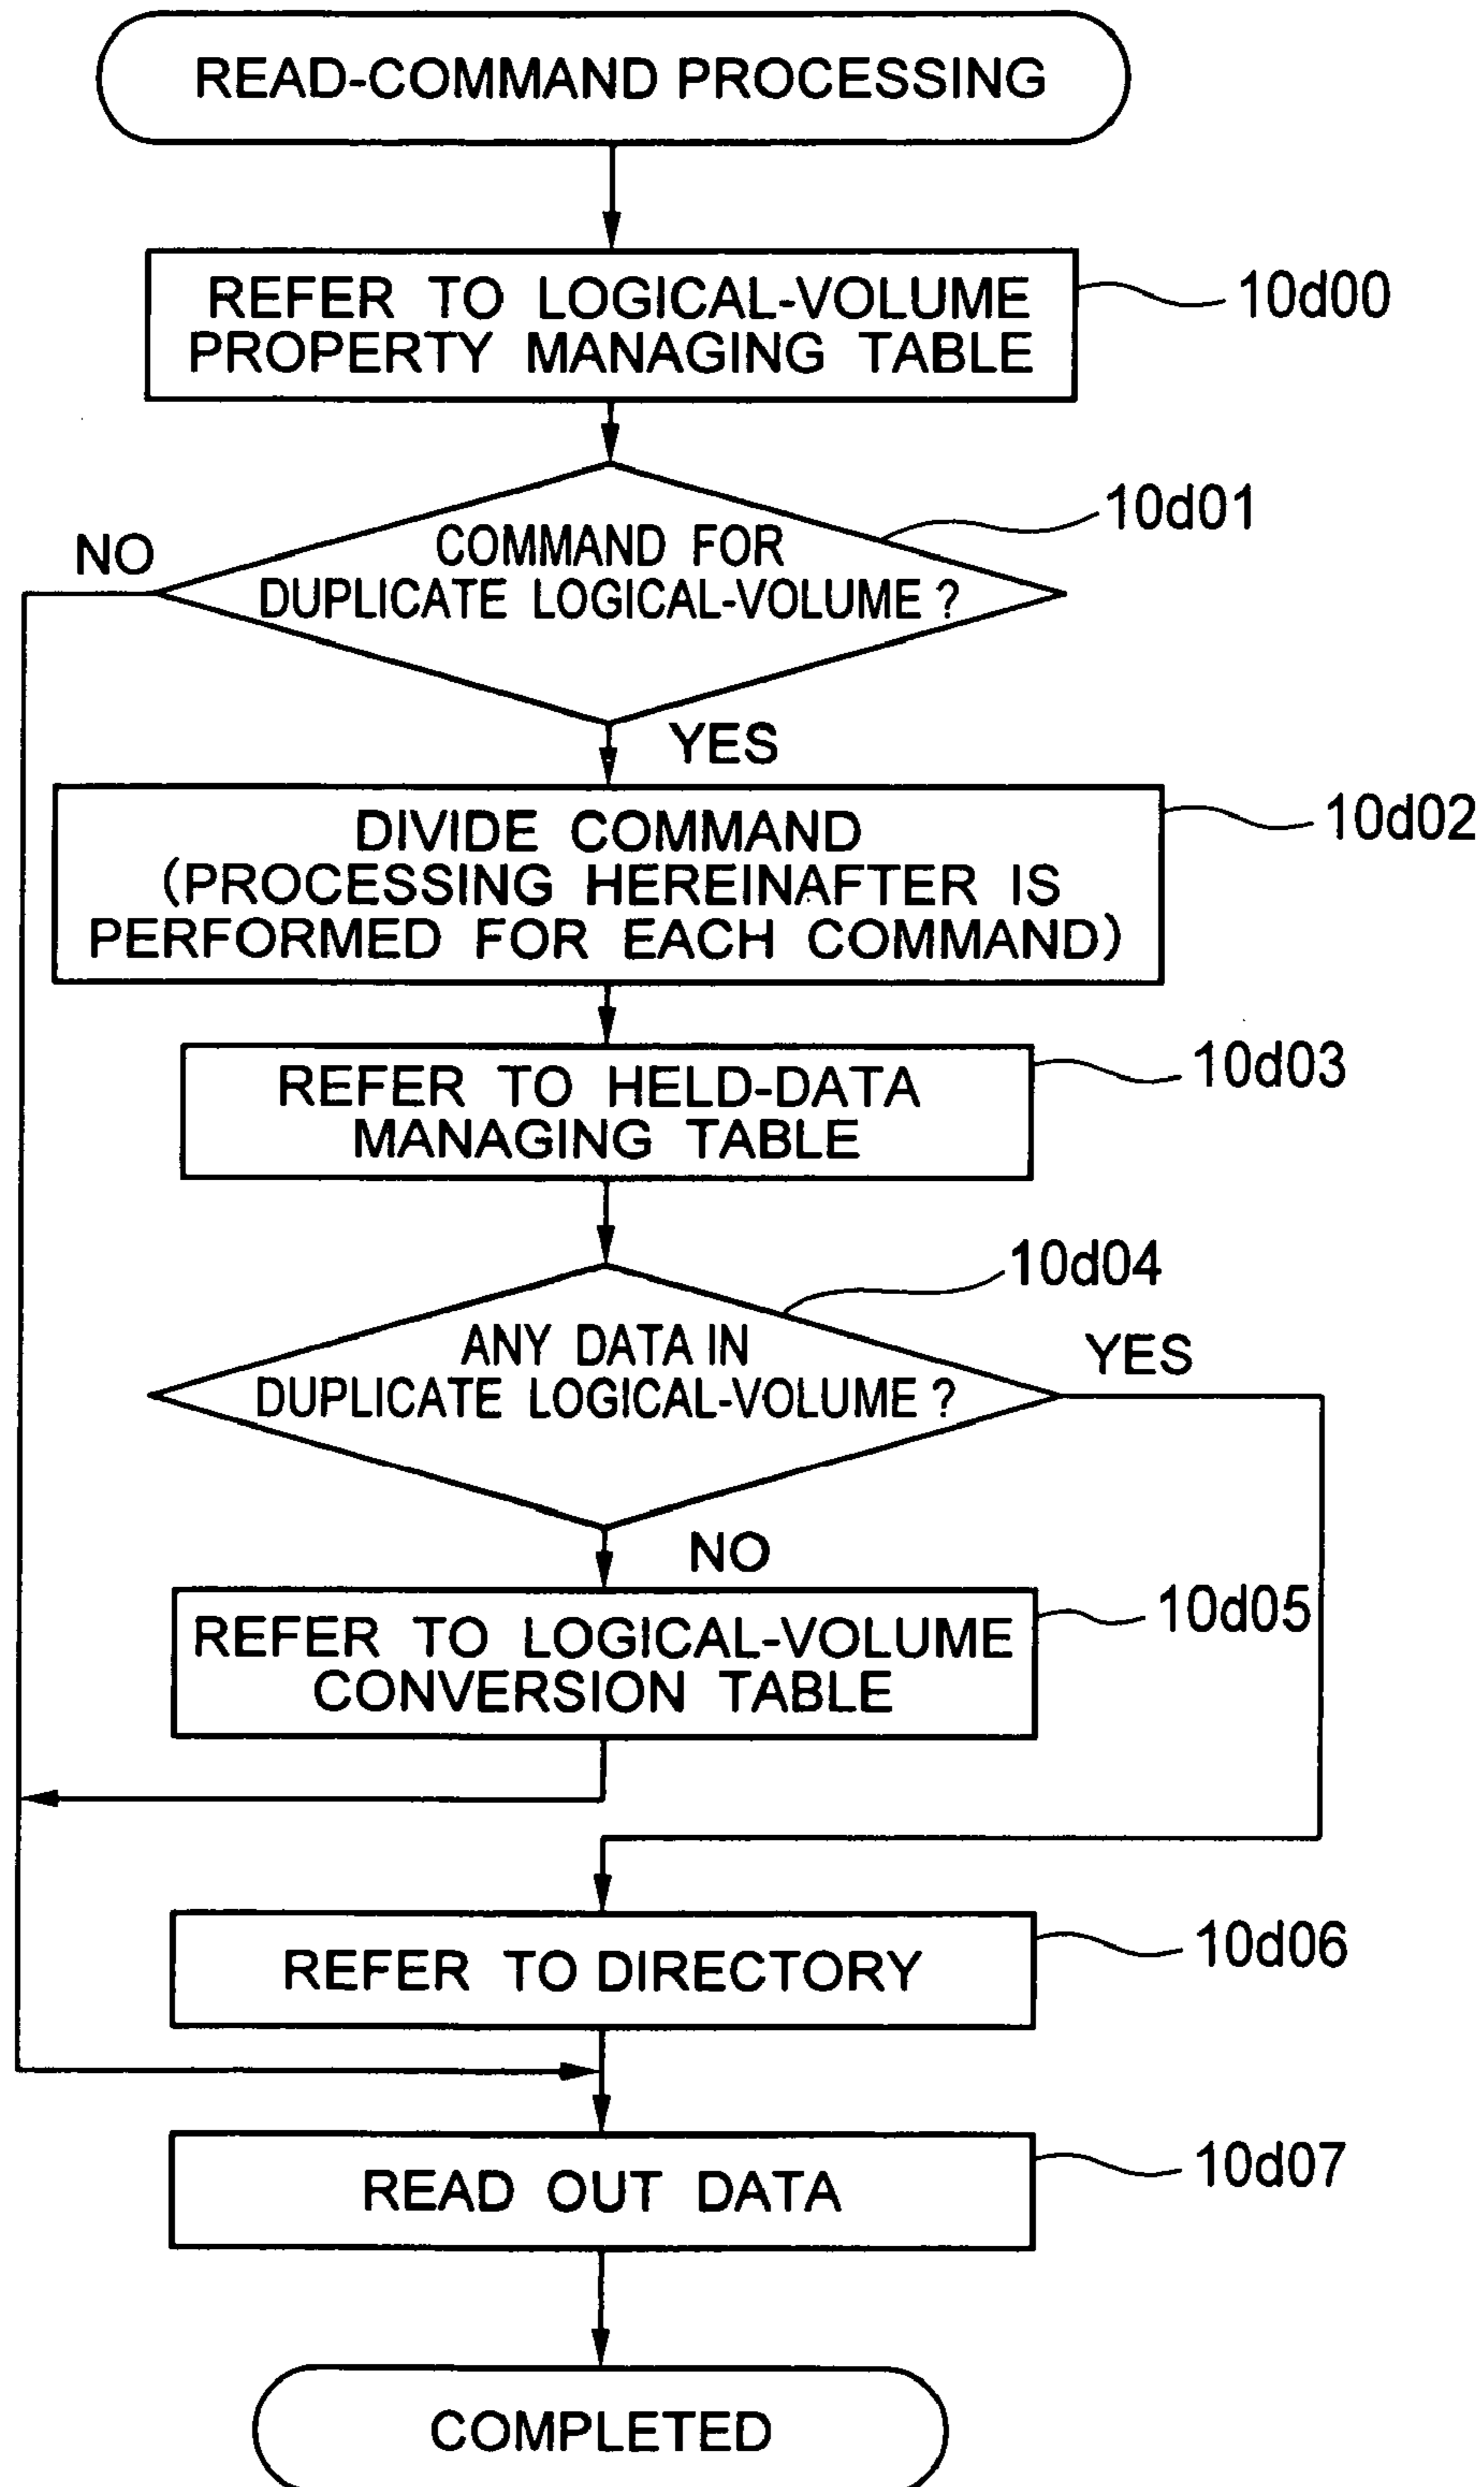 READ-COMMAND PROCESSING
REFER TO LOGICAL-VOLUME
PROPERTY MANAGING TABLE
10d00
COMMAND FOR
DUPLICATE LOGICAL-VOLUME ?
10d01
NO
YES
DIVIDE COMMAND
(PROCESSING HEREINAFTER IS
PERFORMED FOR EACH COMMAND)
10d02
REFER TO HELD-DATA
MANAGING TABLE
10d03
ANY DATA IN
DUPLICATE LOGICAL-VOLUME ?
10d04
YES
NO
REFER TO LOGICAL-VOLUME
CONVERSION TABLE
10d05
REFER TO DIRECTORY
10d06
READ OUT DATA
10d07
COMPLETED